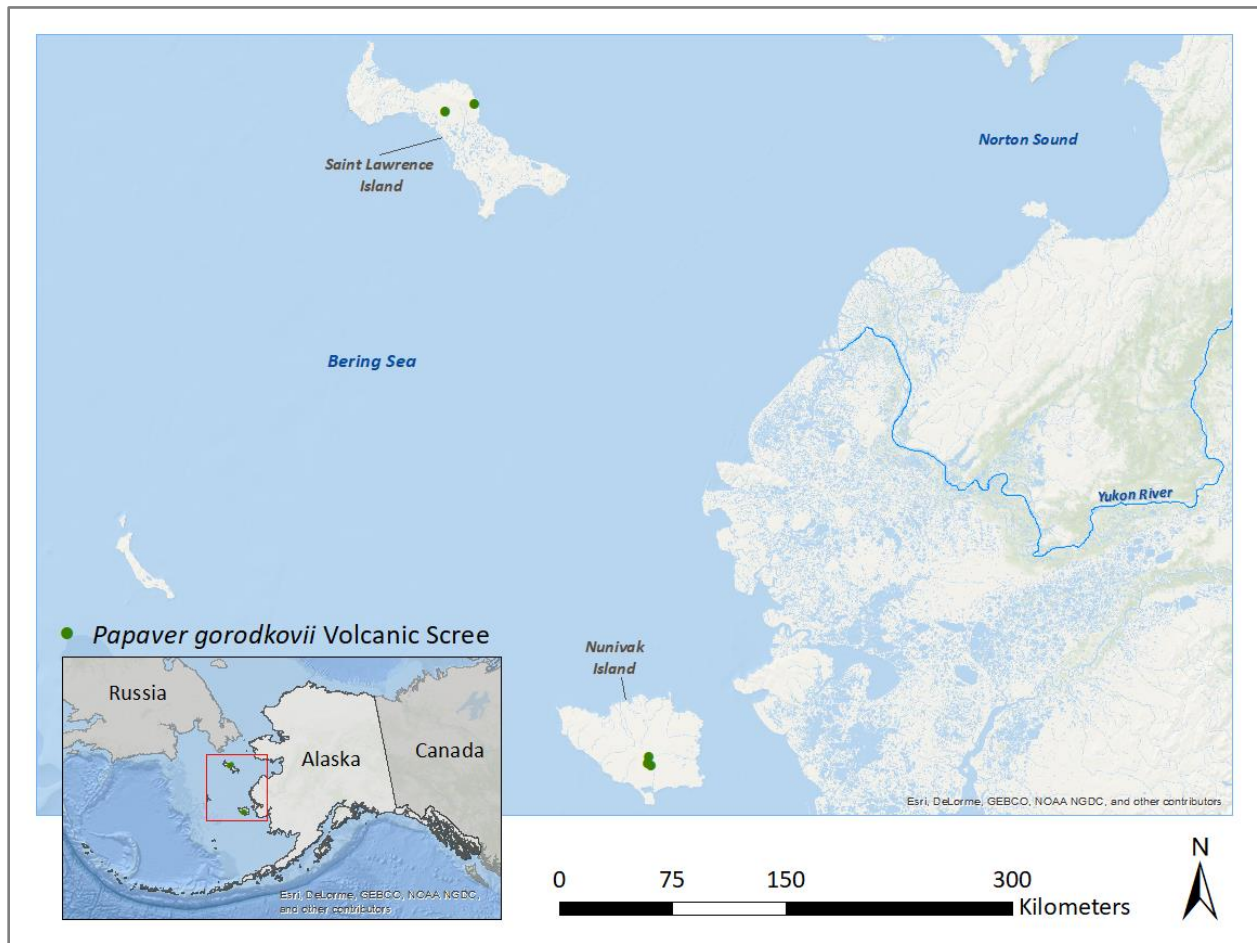 Norton Sound
Saint Lawrence
Island
Bering Sea
Yukon River
Nunivak
Island
Papaver gorodkovii Volcanic Scree
Esri, DeLorme, GEBCO, NOAA NGDC, and other contributors
Russia
Alaska
Canada
Esri, DeLorme, GEBCO, NOAA NGDC,
and other contributors
N
0 75 150 300
Kilometers